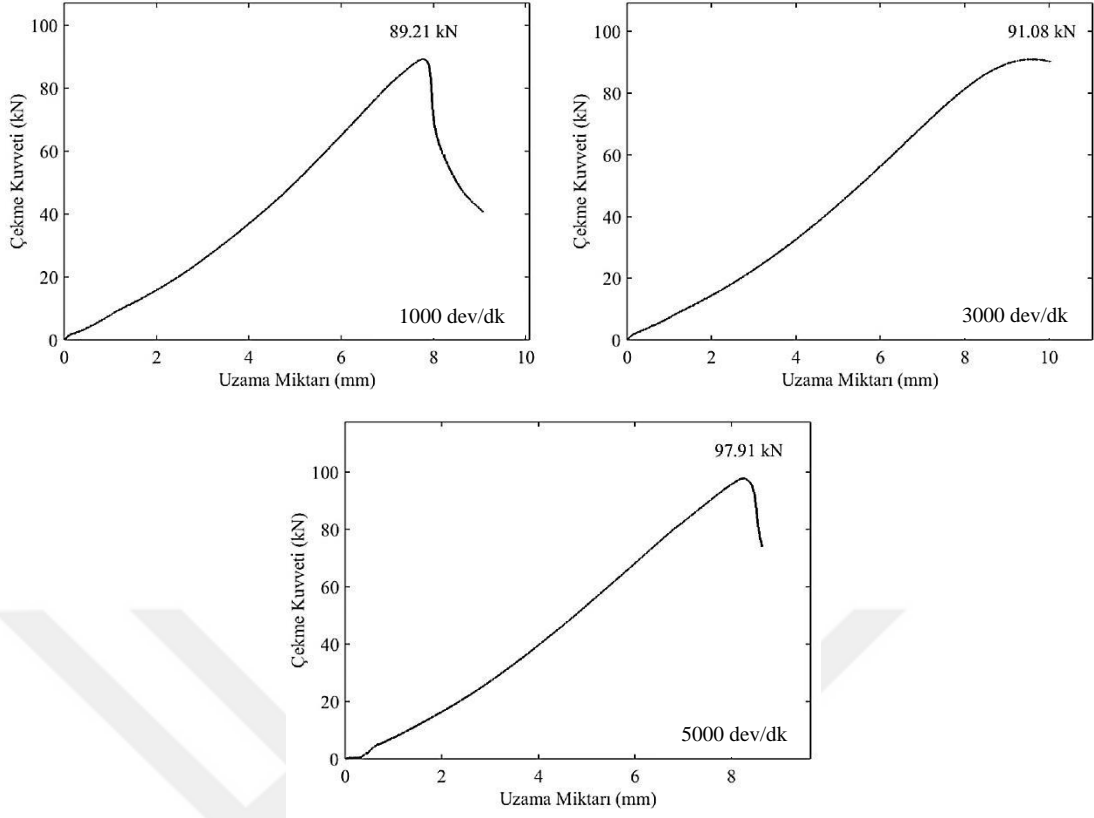 89.21 kN
100
80
60
40
20
0
Çekme Kuvveti (kN)
1000 dev/dk
0 2 4 6 8 10
Uzama Miktarı (mm)
91.08 kN
100
80
60
40
20
0
Çekme Kuvveti (kN)
3000 dev/dk
0 2 4 6 8 10
Uzama Miktarı (mm)
97.91 kN
100
80
60
40
20
0
Çekme Kuvveti (kN)
5000 dev/dk
0 2 4 6 8
Uzama Miktarı (mm)